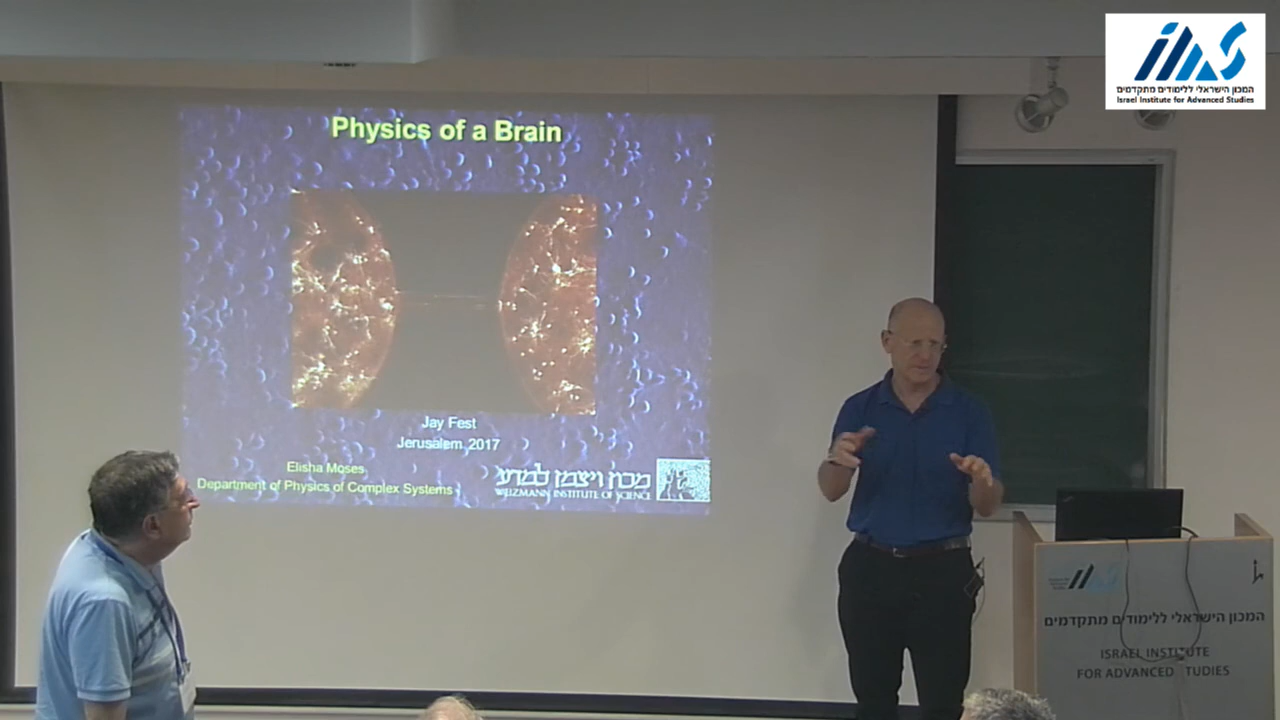 ias
המכון הישראלי ללימודים מתקדמים
Israel Institute for Advanced Studies
Physics of a Brain
Jay Fest
Jerusalem, 2017
Elisha Moses
Department of Physics of Complex Systems
מכון ויצמן למדע
WEIZMANN INSTITUTE OF SCIENCE
המכון הישראלי ללימודים מתקדמים
ISRAEL INSTITUTE
FOR ADVANCED STUDIES